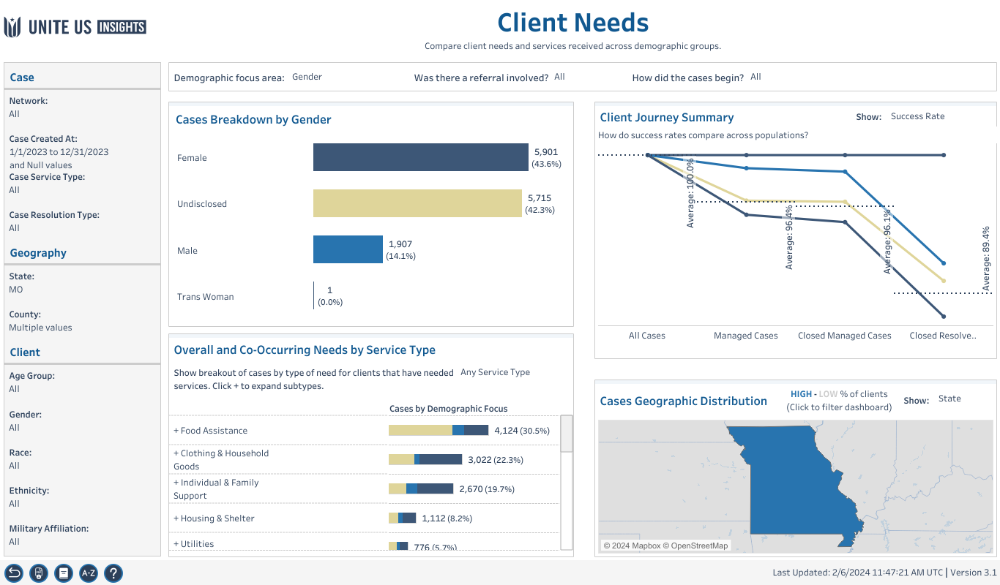 UNITE US INSIGHTS
Client Needs
Compare client needs and services received across demographic groups.
Case
Network:
All
Case Created At:
1/1/2023 to 12/31/2023
and Null values
Case Service Type:
All
Case Resolution Type:
All
Geography
State:
MO
County:
Multiple values
Client
Age Group:
All
Gender:
All
Race:
All
Ethnicity:
All
Military Affiliation:
All
Demographic focus area: Gender
Was there a referral involved? All
How did the cases begin? All
Cases Breakdown by Gender
Female
5,901
(43.6%)
Undisclosed
5,715
(42.3%)
Male
1,907
(14.1%)
Trans Woman
1
(0.0%)
Overall and Co-Occurring Needs by Service Type
Show breakout of cases by type of need for clients that have needed Any Service Type
services. Click + to expand subtypes.
Cases by Demographic Focus
+ Food Assistance
4,124 (30.5%)
+ Clothing & Household
Goods
3,022 (22.3%)
+ Individual & Family
Support
2,670 (19.7%)
+ Housing & Shelter
1,112 (8.2%)
+ Utilities
776 (5.7%)
Client Journey Summary
Show: Success Rate
How do success rates compare across populations?
Average: 100.0%
Average: 96.4%
Average: 96.1%
Average: 89.4%
All Cases
Managed Cases
Closed Managed Cases
Closed Resolve..
Cases Geographic Distribution
HIGH - LOW % of clients
(Click to filter dashboard)
Show: State
© 2024 Mapbox © OpenStreetMap
A-Z
?
Last Updated: 2/6/2024 11:47:21 AM UTC | Version 3.1